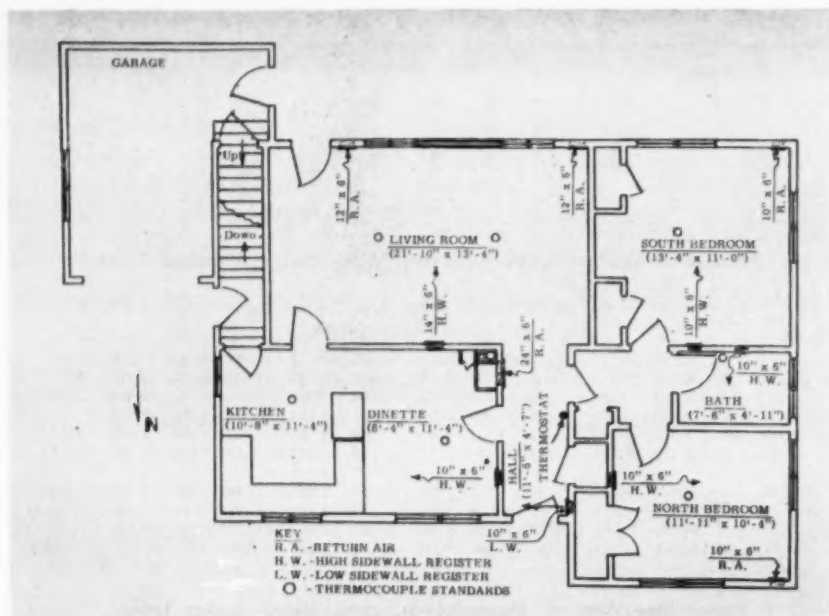 GARAGE
Up
Down
12" x 6"
R. A.
12" x 6"
R. A.
10" x 6"
R. A.
LIVING ROOM
(21'-10" x 13'-4")
SOUTH BEDROOM
(13'-4" x 11'-0")
14" x 6"
H. W.
24" x 6"
R. A.
10" x 6"
H. W.
10" x 6"
H. W.
BATH
(7'-6" x 4'-11")
KITCHEN
(10'-8" x 11'-4")
DINETTE
(8'-4" x 11'-4")
N
10" x 6"
H. W.
HALL
(11'-6" x 4'-7")
THERMOSTAT
10" x 6"
H. W.
NORTH BEDROOM
(11'-11" x 10'-4")
10" x 6"
L. W.
10" x 6"
R. A.
KEY
R. A. -RETURN AIR
H. W. -HIGH SIDEWALL REGISTER
L. W. -LOW SIDEWALL REGISTER
O - THERMOCOUPLE STANDARDS